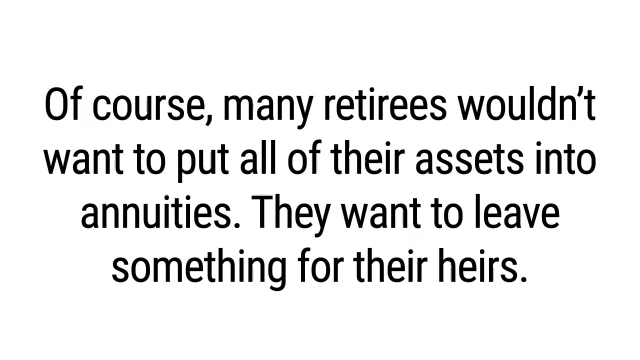 Of course, many retirees wouldn’t
want to put all of their assets into
annuities. They want to leave
something for their heirs.